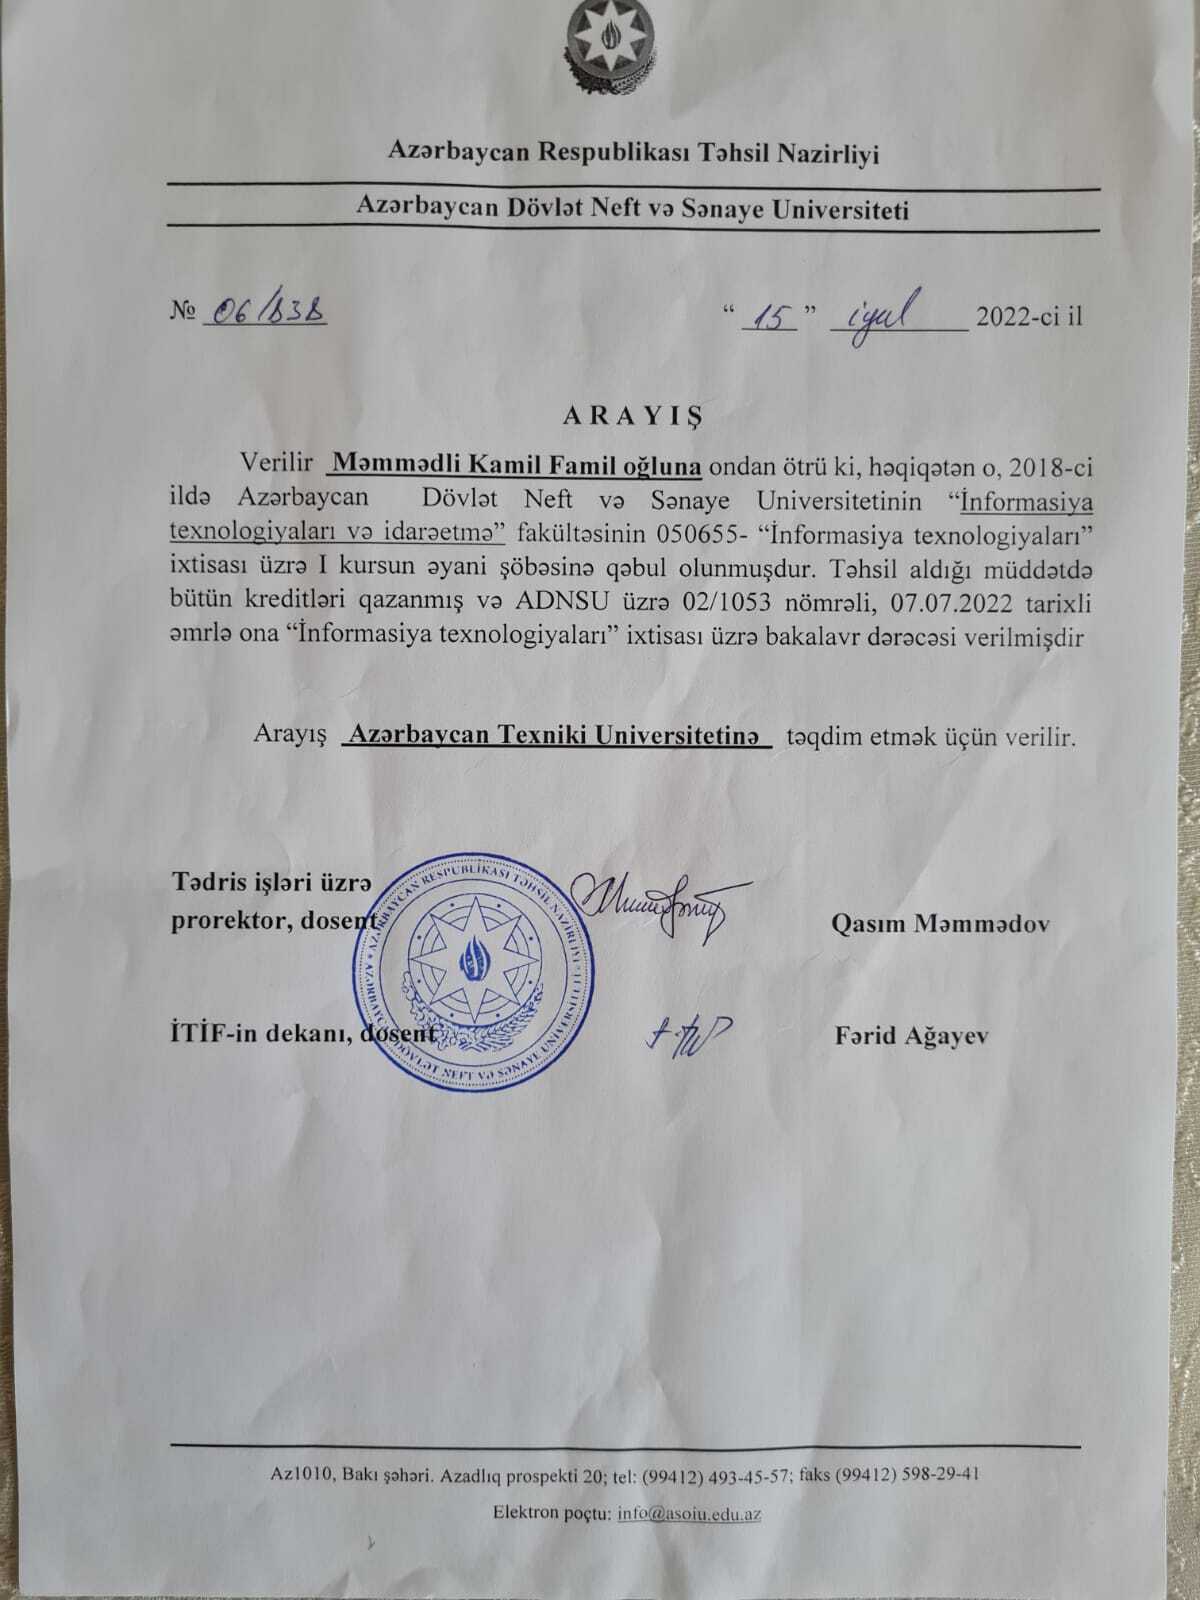 Azərbaycan Respublikası Təhsil Nazirliyi
Azərbaycan Dövlət Neft və Sənaye Universiteti
№ 06/838
“ 15 ” iyul 2022-ci il
ARAYIŞ
Verilir Məmmədli Kamil Famil oğluna ondan ötrü ki, həqiqətən o, 2018-ci
ildə Azərbaycan Dövlət Neft və Sənaye Universitetinin “İnformasiya
texnologiyaları və idarəetmə” fakültəsinin 050655- “İnformasiya texnologiyaları”
ixtisası üzrə I kursun əyani şöbəsinə qəbul olunmuşdur. Təhsil aldığı müddətdə
bütün kreditləri qazanmış və ADNSU üzrə 02/1053 nömrəli, 07.07.2022 tarixli
əmrlə ona “İnformasiya texnologiyaları” ixtisası üzrə bakalavr dərəcəsi verilmişdir
Arayış Azərbaycan Texniki Universitetinə təqdim etmək üçün verilir.
Tədris işləri üzrə
prorektor, dosent
Qasım Məmmədov
AZƏRBAYCAN RESPUBLİKASI TƏHSİL NAZİRLİYİ
AZƏRBAYCAN DÖVLƏT NEFT VƏ SƏNAYE UNİVERSİTETİ
İTİF-in dekanı, dosent
Fərid Ağayev
Az1010, Bakı şəhəri. Azadlıq prospekti 20; tel: (99412) 493-45-57; faks (99412) 598-29-41
Elektron poçtu: info@asoiu.edu.az